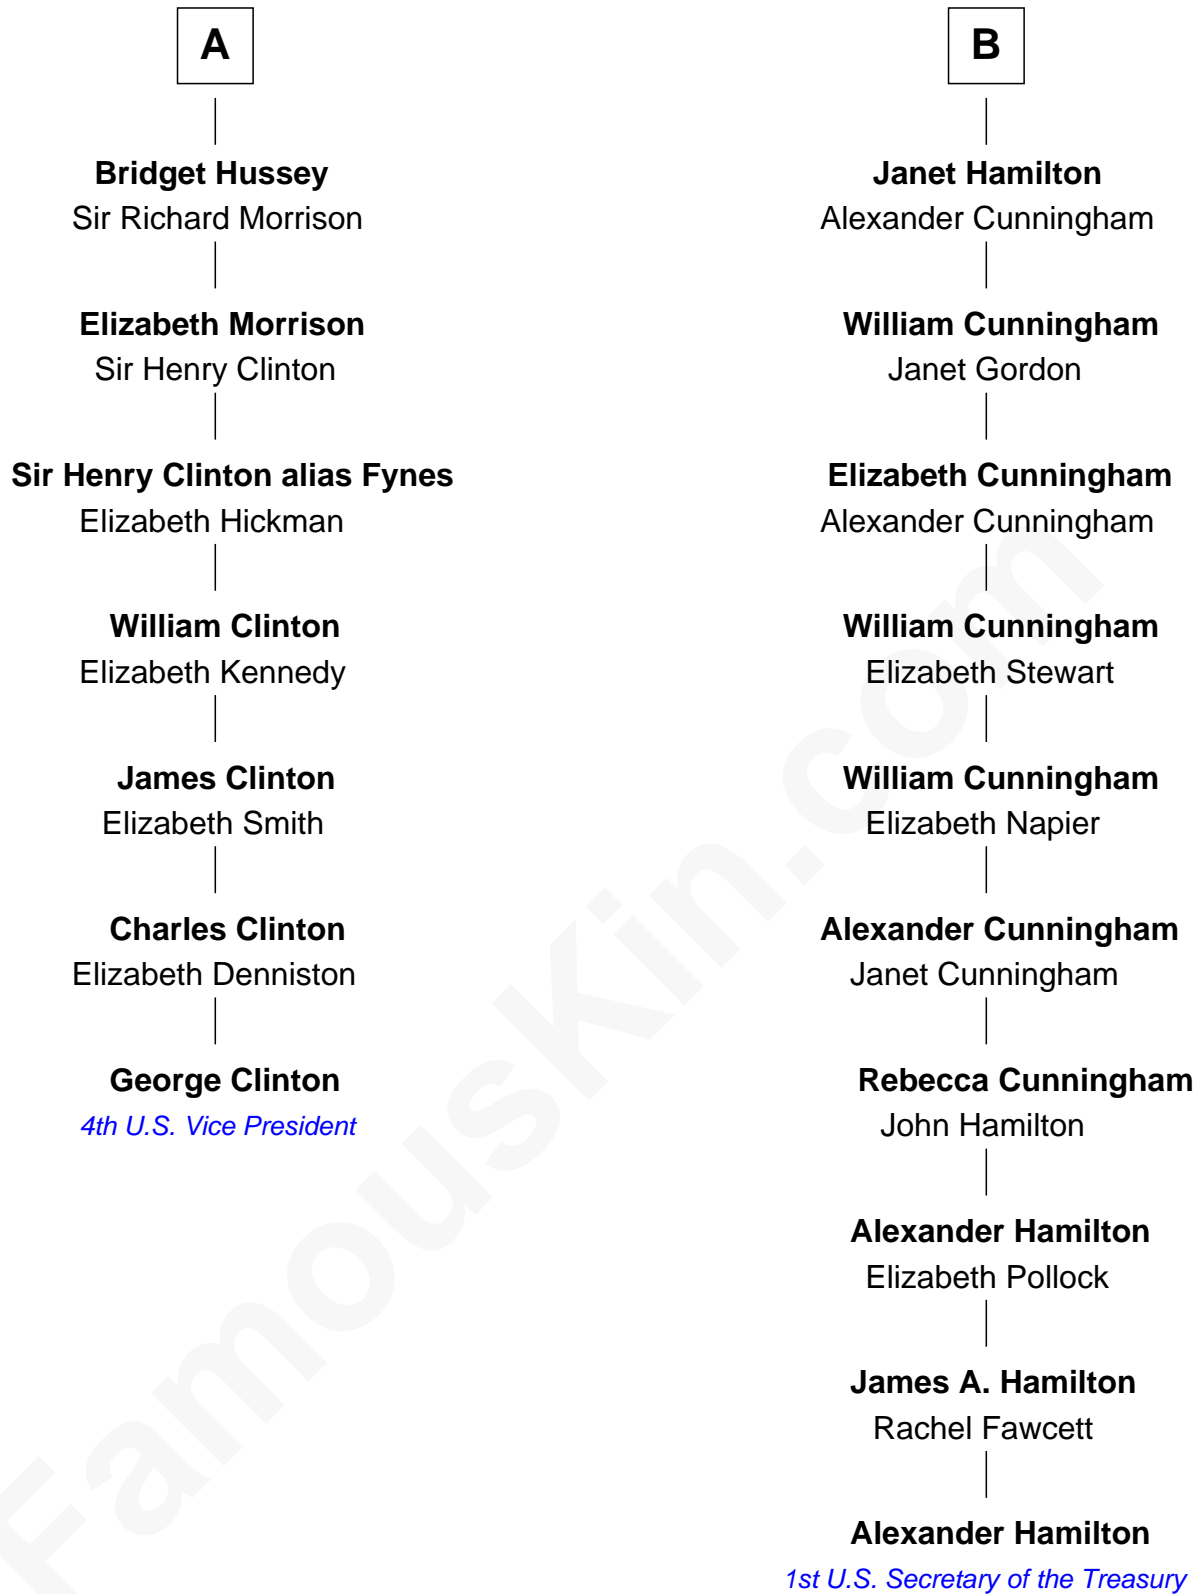 A
Bridget Hussey
Sir Richard Morrison
Elizabeth Morrison
Sir Henry Clinton
Sir Henry Clinton alias Fynes
Elizabeth Hickman
William Clinton
Elizabeth Kennedy
James Clinton
Elizabeth Smith
Charles Clinton
Elizabeth Denniston
George Clinton
4th U.S. Vice President
B
Janet Hamilton
Alexander Cunningham
William Cunningham
Janet Gordon
Elizabeth Cunningham
Alexander Cunningham
William Cunningham
Elizabeth Stewart
William Cunningham
Elizabeth Napier
Alexander Cunningham
Janet Cunningham
Rebecca Cunningham
John Hamilton
Alexander Hamilton
Elizabeth Pollock
James A. Hamilton
Rachel Fawcett
Alexander Hamilton
1st U.S. Secretary of the Treasury
FamousKin.com